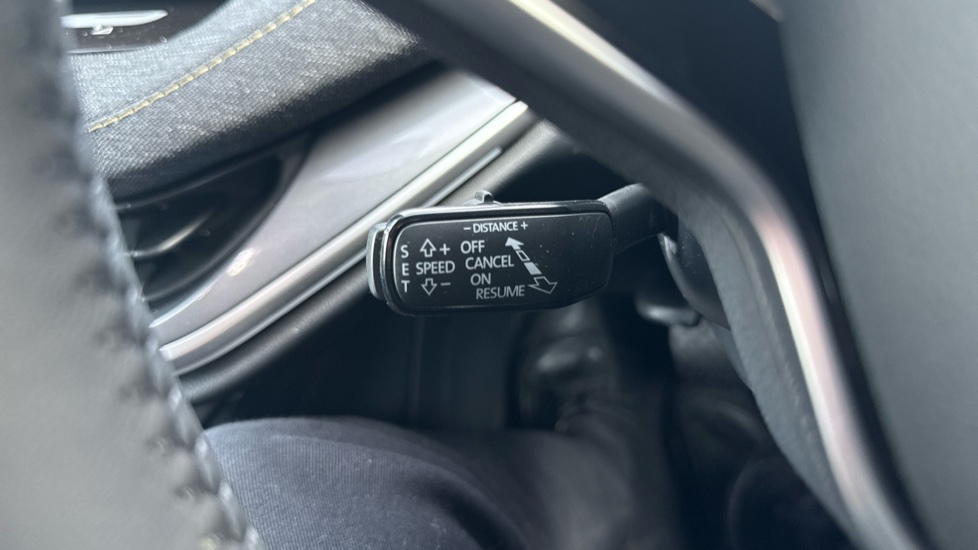 − DISTANCE +
S + OFF
E SPEED CANCEL
T − ON
RESUME